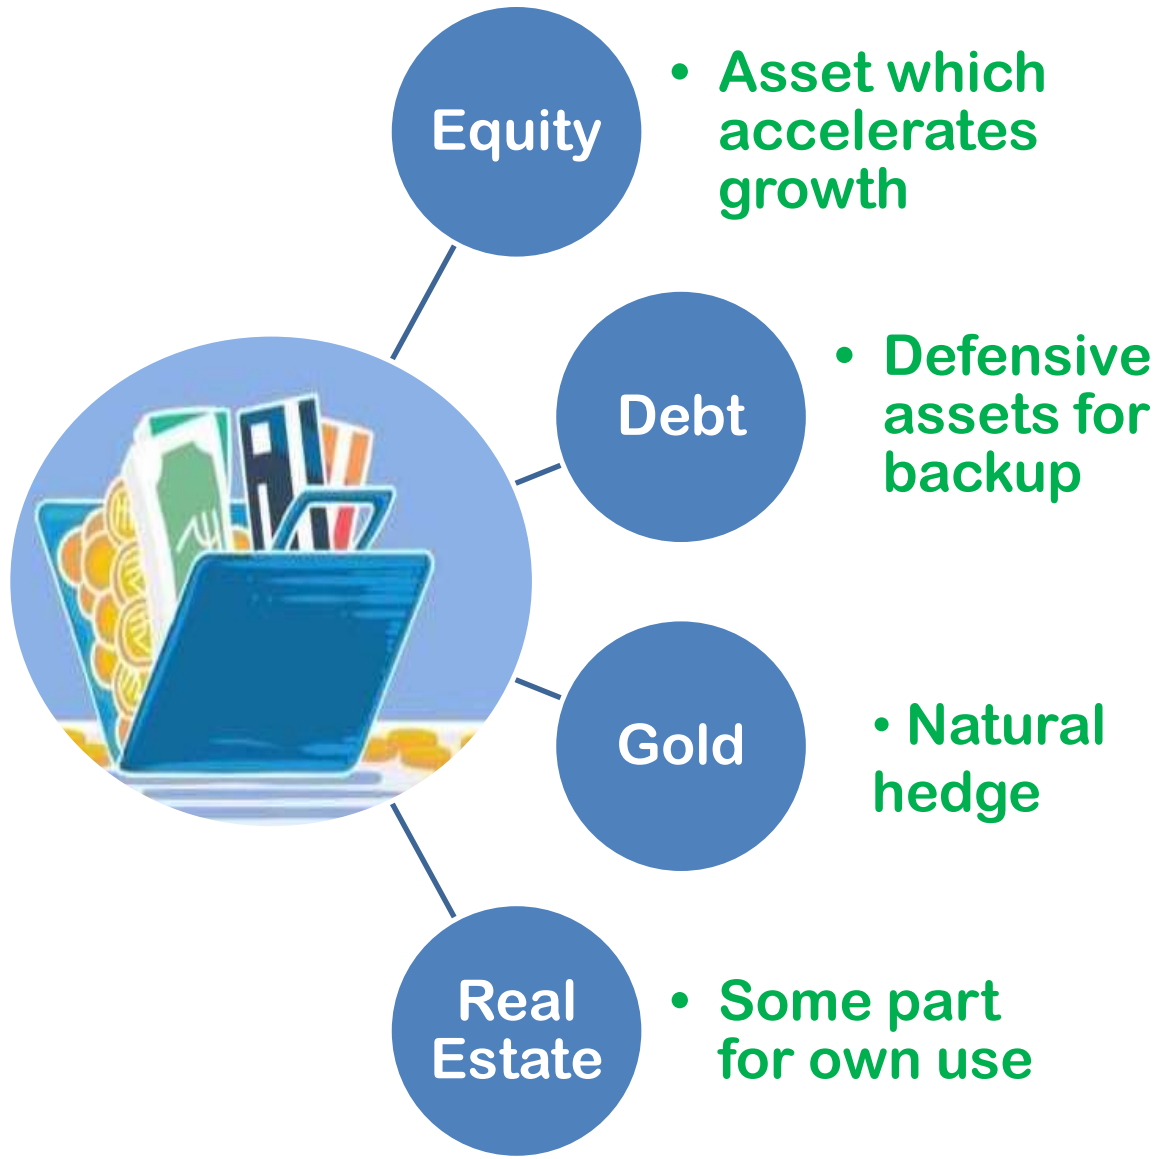 Equity
• Asset which
accelerates
growth
Debt
• Defensive
assets for
backup
Gold
• Natural
hedge
Real
Estate
• Some part
for own use